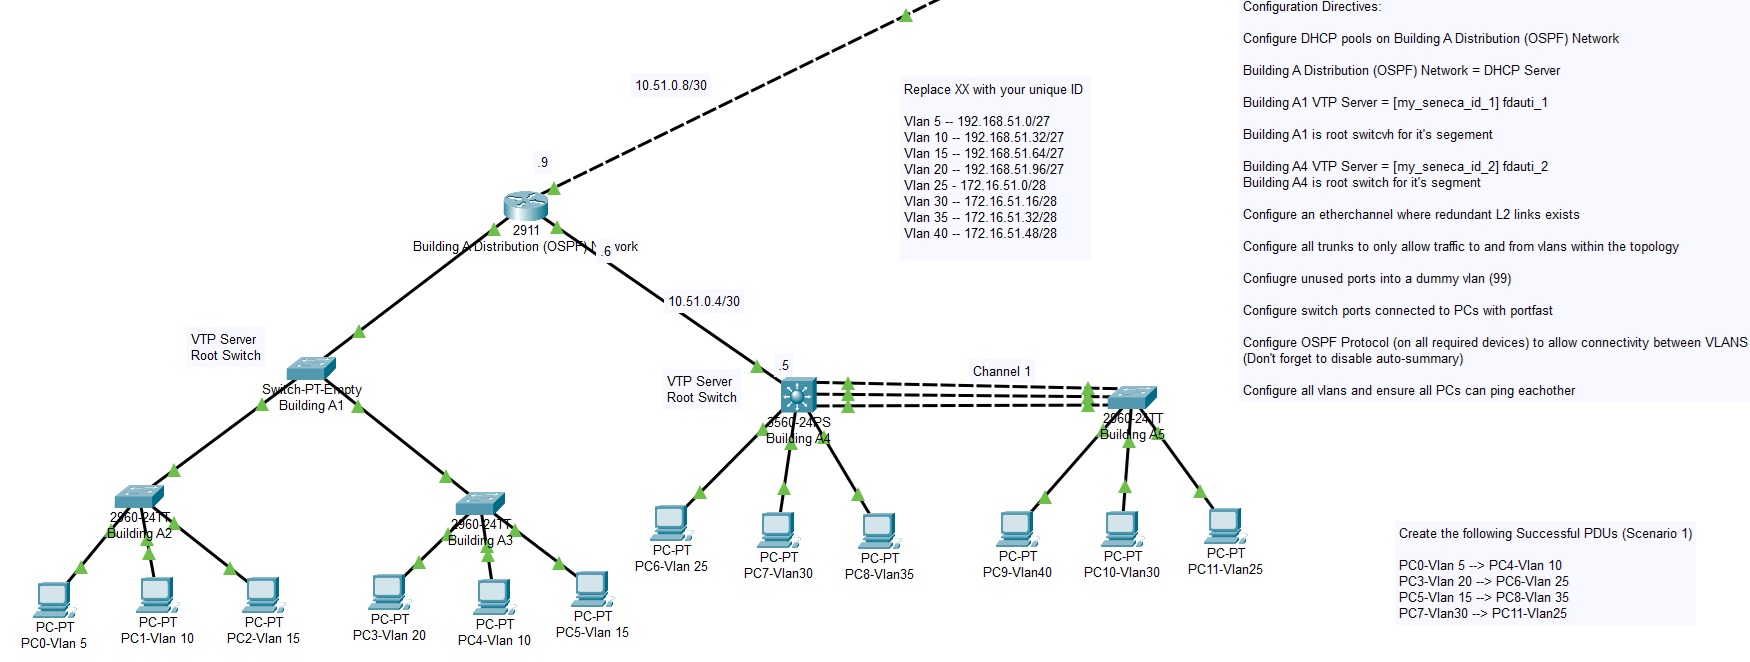 10.51.0.8/30
.9
2911
Building A Distribution (OSPF) Network
.6
10.51.0.4/30
Replace XX with your unique ID
Vlan 5 -- 192.168.51.0/27
Vlan 10 -- 192.168.51.32/27
Vlan 15 -- 192.168.51.64/27
Vlan 20 -- 192.168.51.96/27
Vlan 25 - 172.16.51.0/28
Vlan 30 -- 172.16.51.16/28
Vlan 35 -- 172.16.51.32/28
Vlan 40 -- 172.16.51.48/28
VTP Server
Root Switch
Switch-PT-Empty
Building A1
VTP Server
Root Switch
.5
3560-24PS
Building A4
Channel 1
2960-24TT
Building A5
2960-24TT
Building A2
2960-24TT
Building A3
PC-PT
PC0-Vlan 5
PC-PT
PC1-Vlan 10
PC-PT
PC2-Vlan 15
PC-PT
PC3-Vlan 20
PC-PT
PC4-Vlan 10
PC-PT
PC5-Vlan 15
PC-PT
PC6-Vlan 25
PC-PT
PC7-Vlan30
PC-PT
PC8-Vlan35
PC-PT
PC9-Vlan40
PC-PT
PC10-Vlan30
PC-PT
PC11-Vlan25
Configuration Directives:
Configure DHCP pools on Building A Distribution (OSPF) Network
Building A Distribution (OSPF) Network = DHCP Server
Building A1 VTP Server = [my_seneca_id_1] fdauti_1
Building A1 is root switcvh for it's segement
Building A4 VTP Server = [my_seneca_id_2] fdauti_2
Building A4 is root switch for it's segment
Configure an etherchannel where redundant L2 links exists
Configure all trunks to only allow traffic to and from vlans within the topology
Confiugre unused ports into a dummy vlan (99)
Configure switch ports connected to PCs with portfast
Configure OSPF Protocol (on all required devices) to allow connectivity between VLANS
(Don't forget to disable auto-summary)
Configure all vlans and ensure all PCs can ping eachother
Create the following Successful PDUs (Scenario 1)
PC0-Vlan 5 --> PC4-Vlan 10
PC3-Vlan 20 --> PC6-Vlan 25
PC5-Vlan 15 --> PC8-Vlan 35
PC7-Vlan30 --> PC11-Vlan25